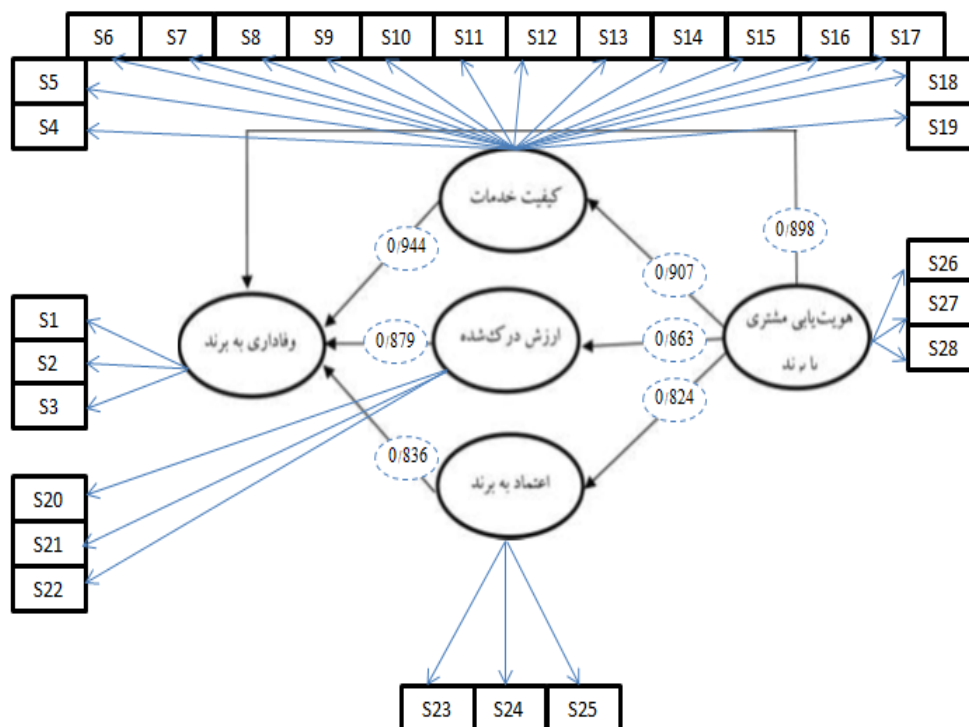 S6 S7 S8 S9 S10 S11 S12 S13 S14 S15 S16 S17
S5
S18
S4
S19
کیفیت خدمات
0/898
0/944
0/907
S26
S27
S28
S1
S2
S3
وفاداری به برند
0/879
ارزش درک‌شده
0/863
هویت‌یابی مشتری
با برند
0/824
0/836
اعتماد به برند
S20
S21
S22
S23 S24 S25